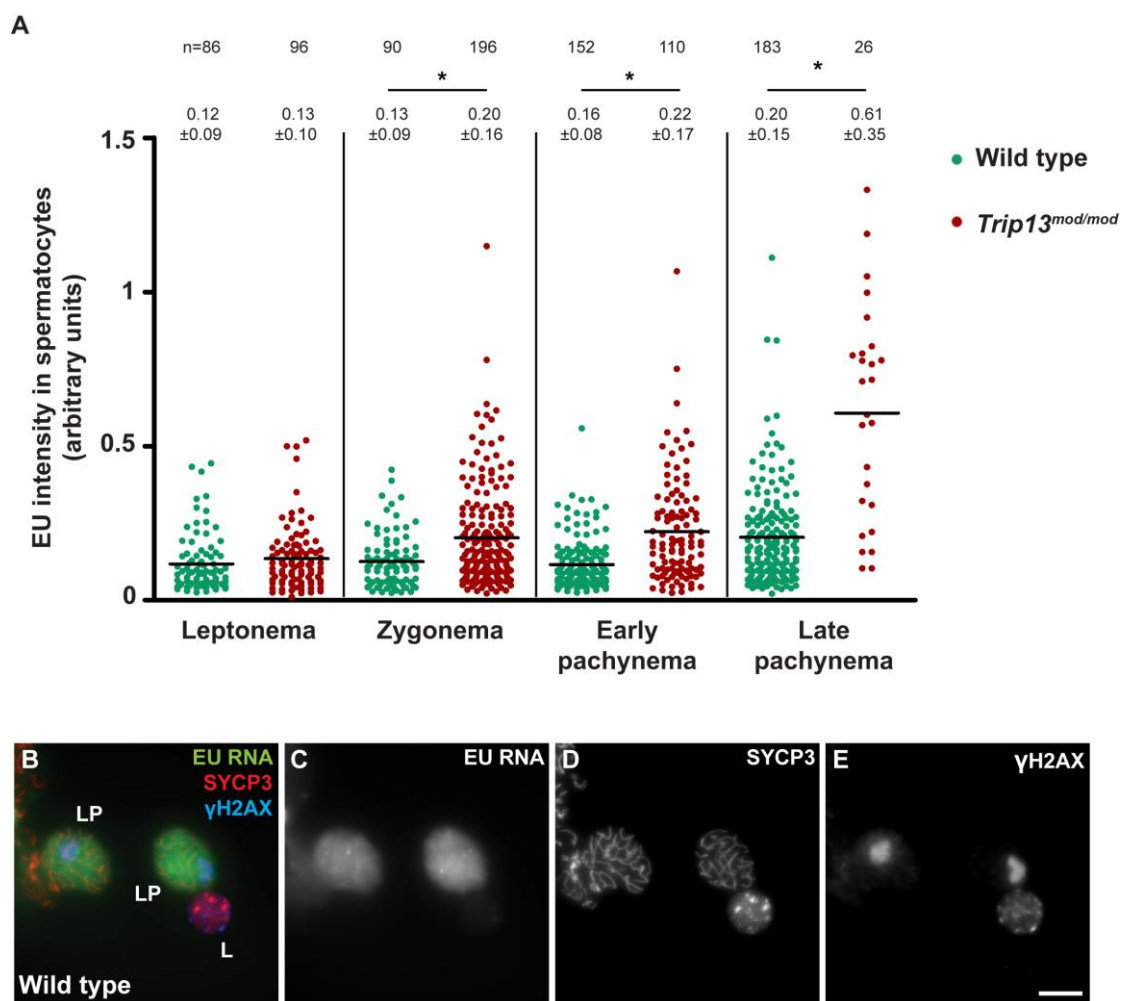 A
n=86 96 90 196 152 110 183 26
* * *
0.12 0.13 0.13 0.20 0.16 0.22 0.20 0.61
±0.09 ±0.10 ±0.09 ±0.16 ±0.08 ±0.17 ±0.15 ±0.35
1.5
1
0.5
0
EU intensity in spermatocytes
(arbitrary units)
Wild type
Trip13mod/mod
Leptonema
Zygonema
Early
pachynema
Late
pachynema
B
EU RNA
SYCP3
γH2AX
LP
LP
L
Wild type
C
EU RNA
D
SYCP3
E
γH2AX